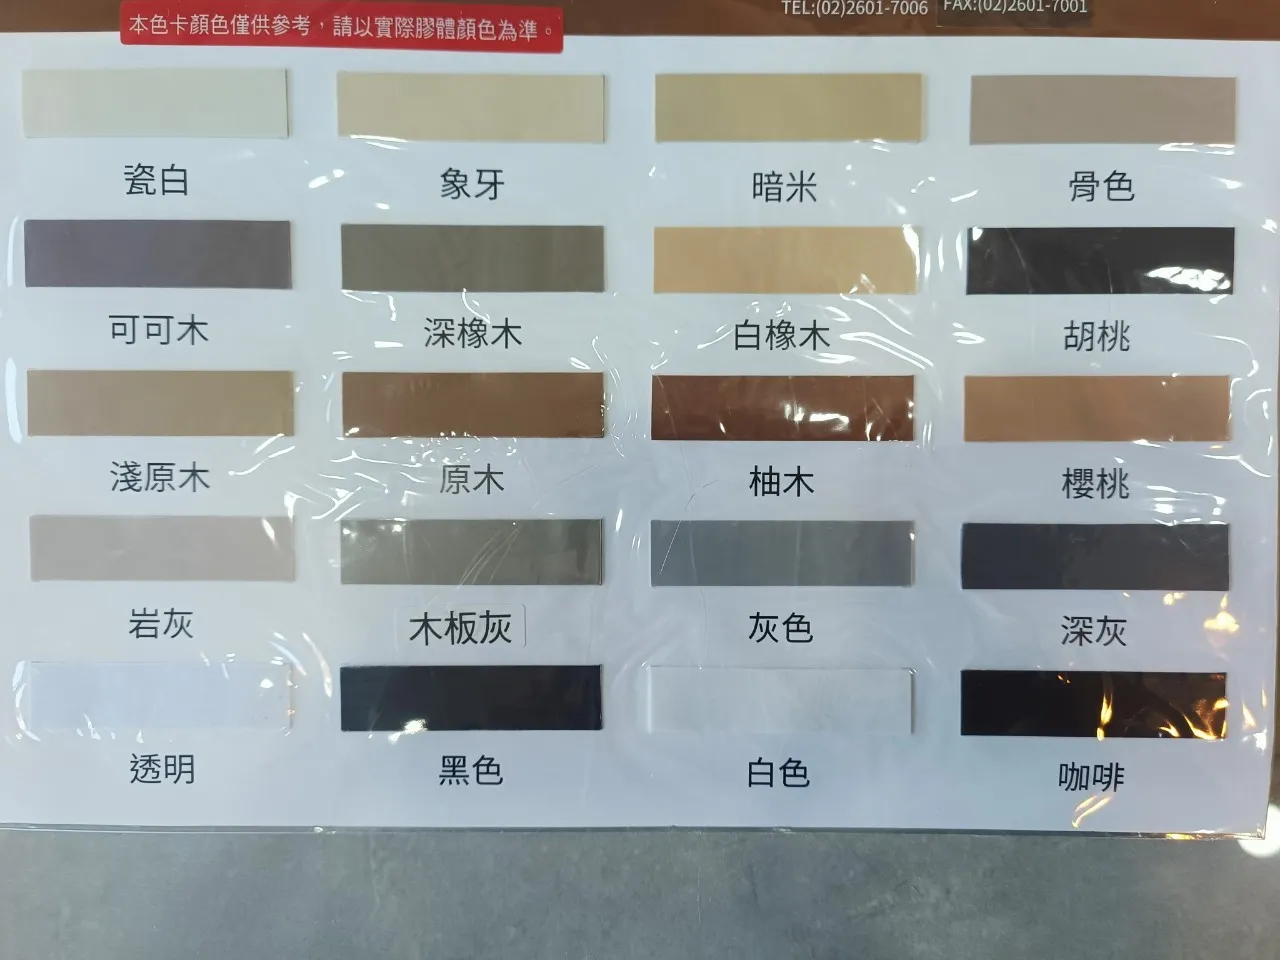 TEL:(02)2601-7006 FAX:(02)2601-7001
本色卡顏色僅供參考，請以實際膠體顏色為準。
瓷白 象牙 暗米 骨色
可可木 深橡木 白橡木 胡桃
淺原木 原木 柚木 櫻桃
岩灰 木板灰 灰色 深灰
透明 黑色 白色 咖啡